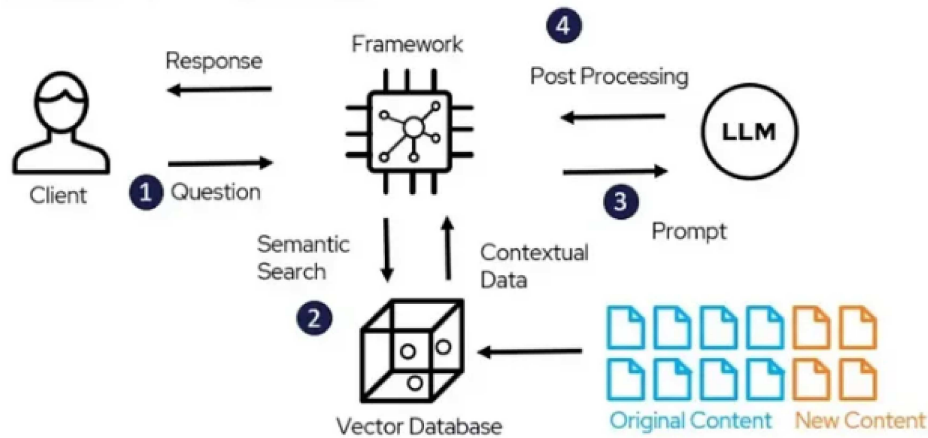 4
Framework
Response
Post Processing
LLM
Client
1 Question
3
Prompt
Semantic
Search
Contextual
Data
2
Original Content
New Content
Vector Database